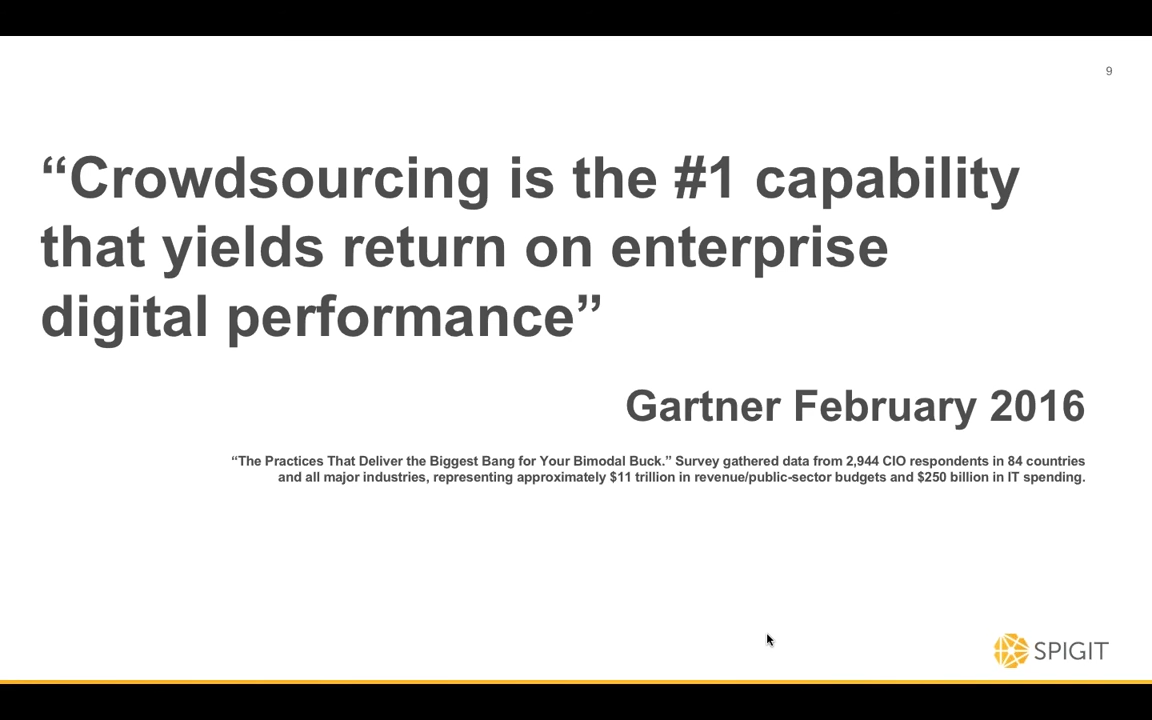 9
“Crowdsourcing is the #1 capability
that yields return on enterprise
digital performance”
Gartner February 2016
“The Practices That Deliver the Biggest Bang for Your Bimodal Buck.” Survey gathered data from 2,944 CIO respondents in 84 countries
and all major industries, representing approximately $11 trillion in revenue/public-sector budgets and $250 billion in IT spending.
SPIGIT